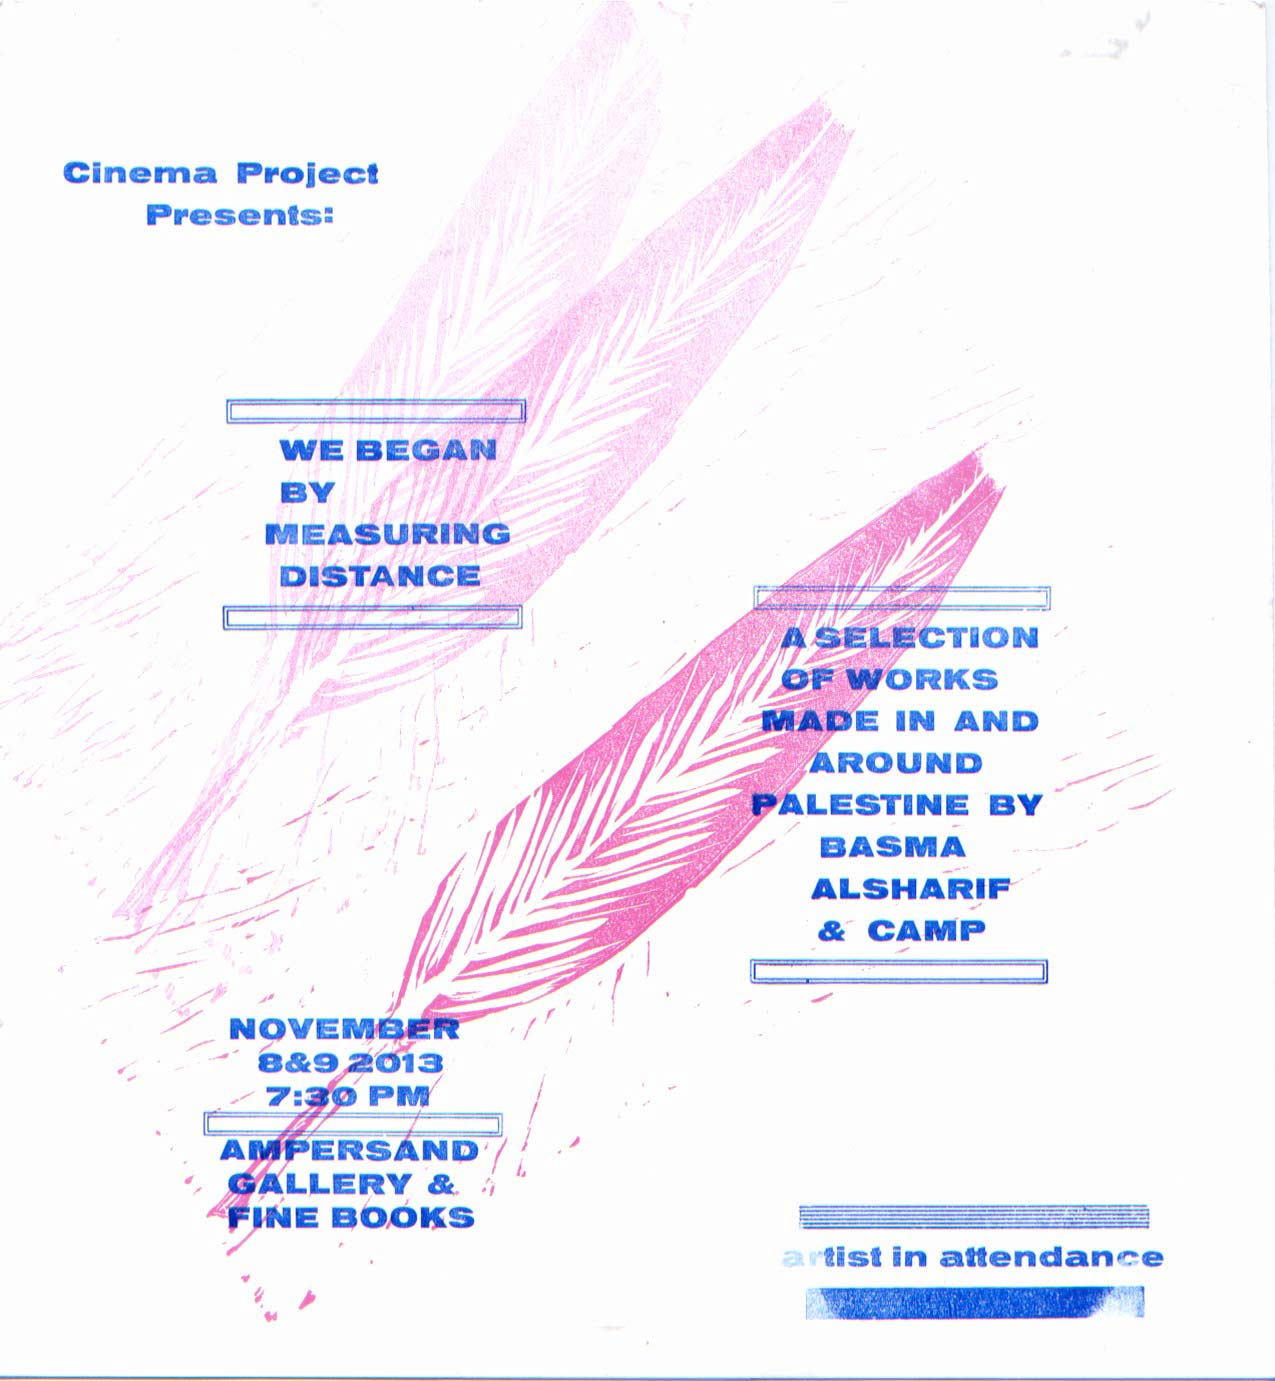 Cinema Project
Presents:
WE BEGAN
BY
MEASURING
DISTANCE
A SELECTION
OF WORKS
MADE IN AND
AROUND
PALESTINE BY
BASMA
ALSHARIF
& CAMP
NOVEMBER
8&9 2013
7:30 PM
AMPERSAND
GALLERY &
FINE BOOKS
artist in attendance